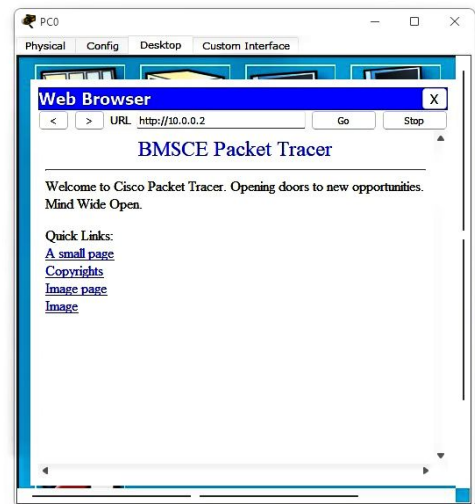 PC0
Physical Config Desktop Custom Interface
Web Browser X
< > URL http://10.0.0.2 Go Stop
BMSCE Packet Tracer
Welcome to Cisco Packet Tracer. Opening doors to new opportunities.
Mind Wide Open.
Quick Links:
A small page
Copyrights
Image page
Image